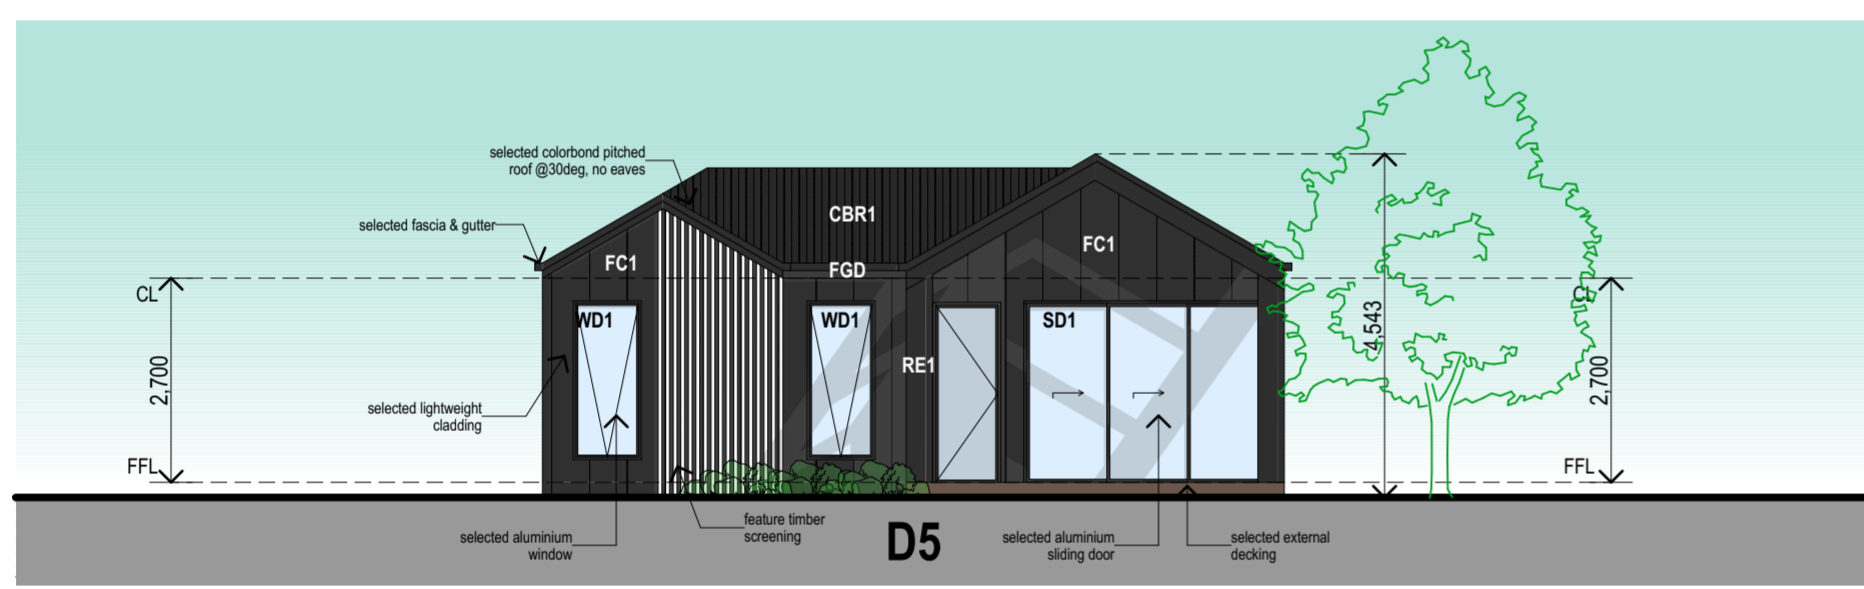 selected colorbond pitched
roof @30deg, no eaves
selected fascia & gutter
CBR1
FC1
FC1
FGD
CL
CL
WD1
WD1
SD1
RE1
2,700
4,543
2,700
selected lightweight
cladding
FFL
FFL
feature timber
screening
selected aluminium
window
D5
selected aluminium
sliding door
selected external
decking